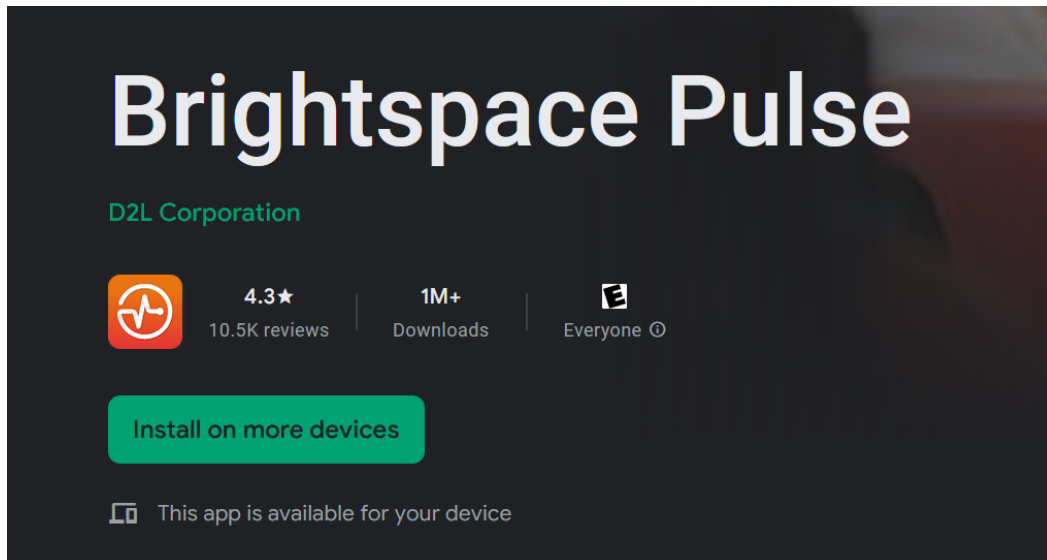 Brightspace Pulse
D2L Corporation
4.3★ 1M+ E
10.5K reviews Downloads Everyone
Install on more devices
This app is available for your device